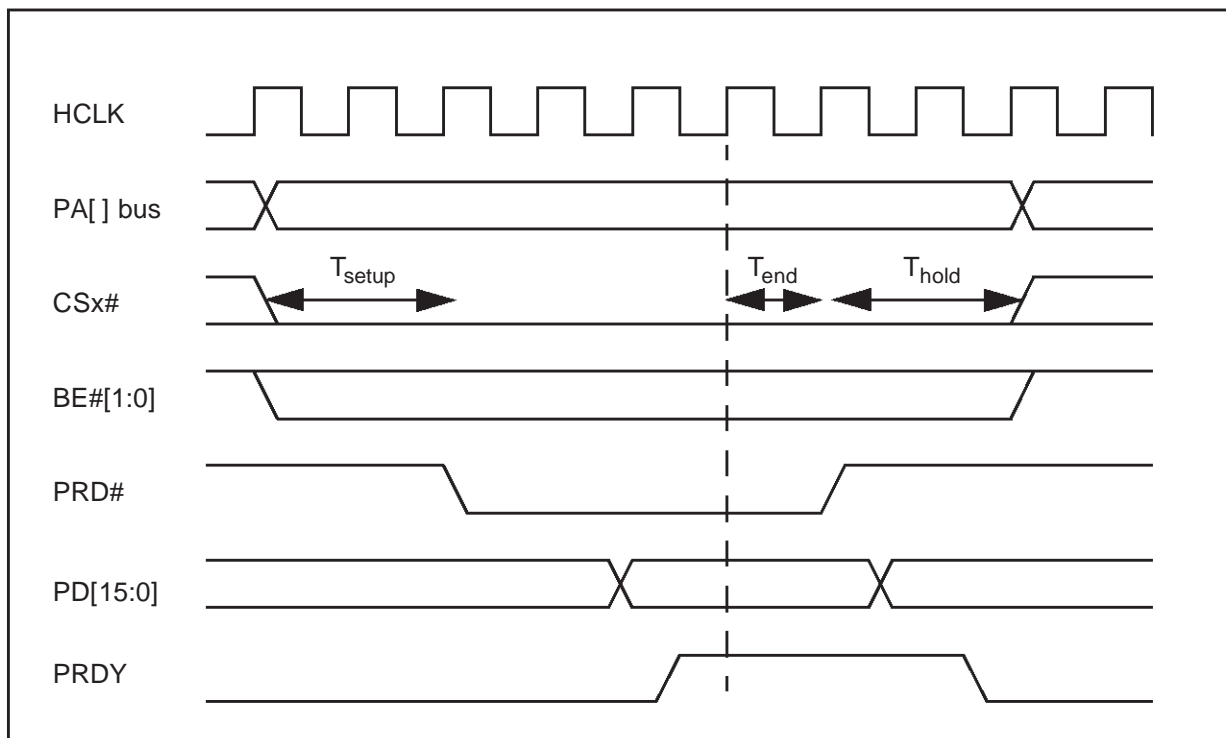 HCLK
PA[ ] bus
CSx#
Tsetup
Tend
Thold
BE#[1:0]
PRD#
PD[15:0]
PRDY